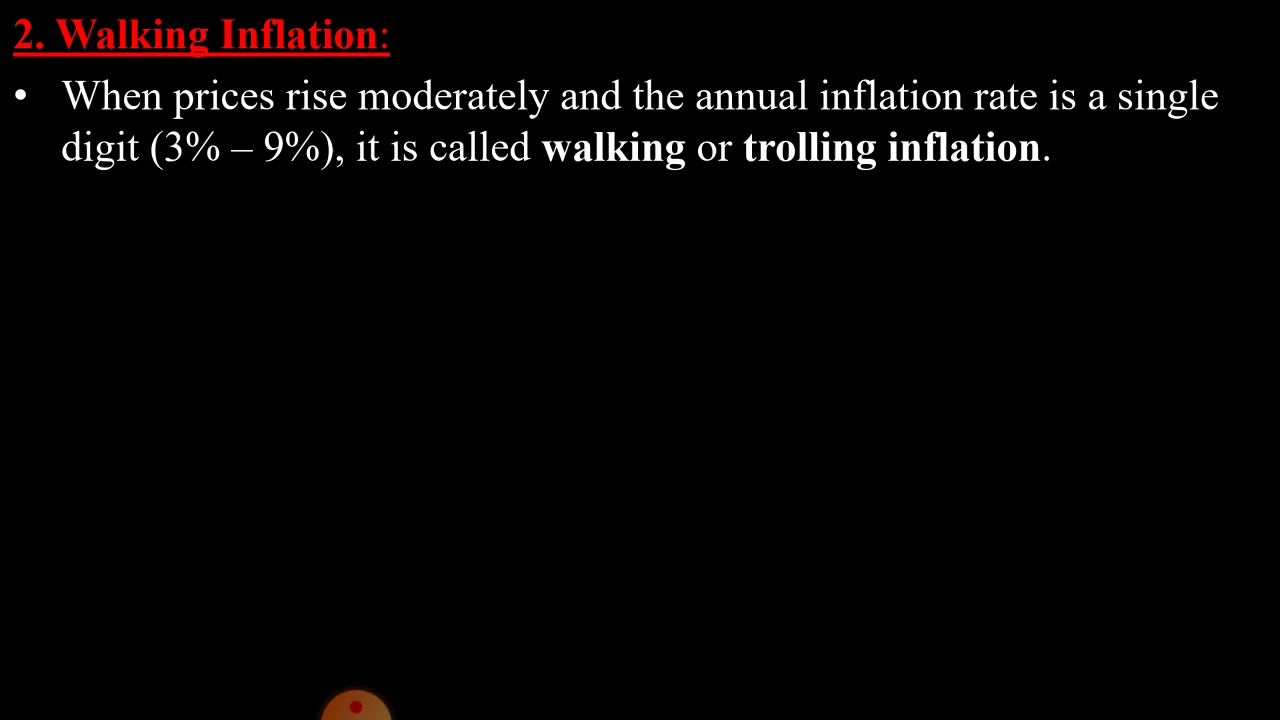 2. Walking Inflation:
• When prices rise moderately and the annual inflation rate is a single
digit (3% – 9%), it is called walking or trolling inflation.